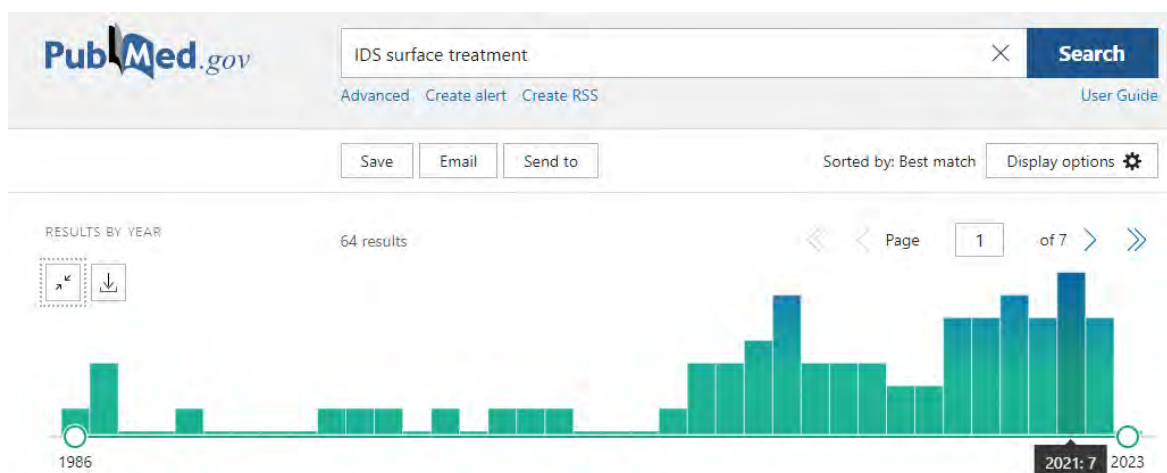 PubMed.gov
IDS surface treatment
Search
Advanced Create alert Create RSS
User Guide
Save Email Send to
Sorted by: Best match
Display options
RESULTS BY YEAR
64 results
Page 1 of 7
1986
2021: 7
2023